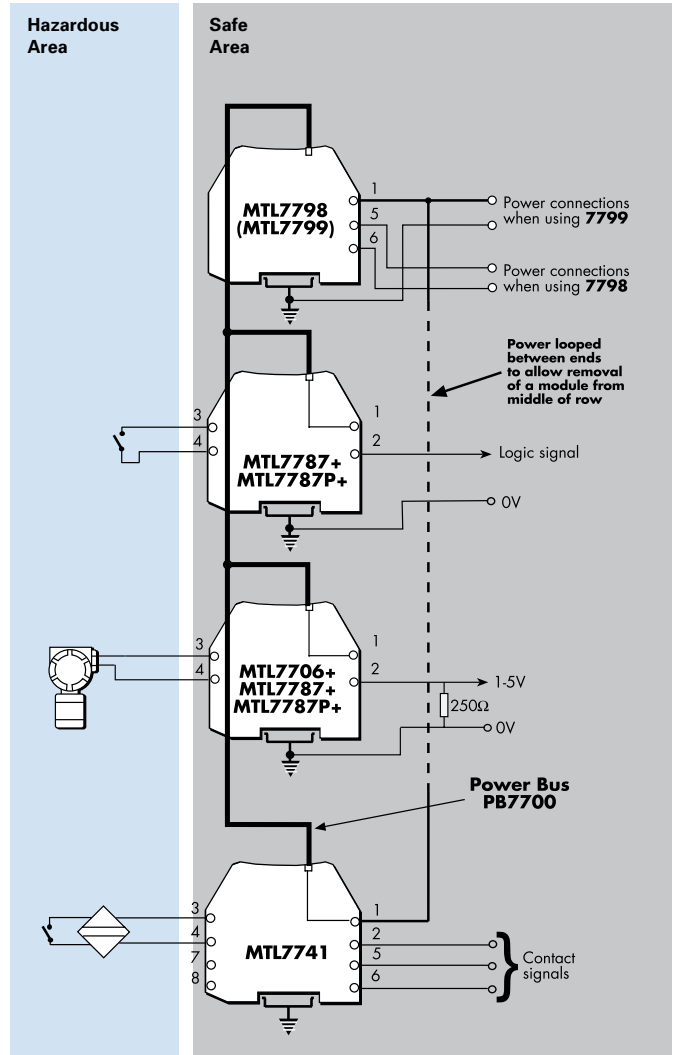 Hazardous
Area
Safe
Area
MTL7798
(MTL7799)
1
5
6
Power connections
when using 7799
Power connections
when using 7798
Power looped
between ends
to allow removal
of a module from
middle of row
3
4
MTL7787+
MTL7787P+
1
2
Logic signal
0V
3
4
MTL7706+
MTL7787+
MTL7787P+
1
2
1-5V
250Ω
0V
Power Bus
PB7700
3
4
7
8
MTL7741
1
2
5
6
Contact
signals